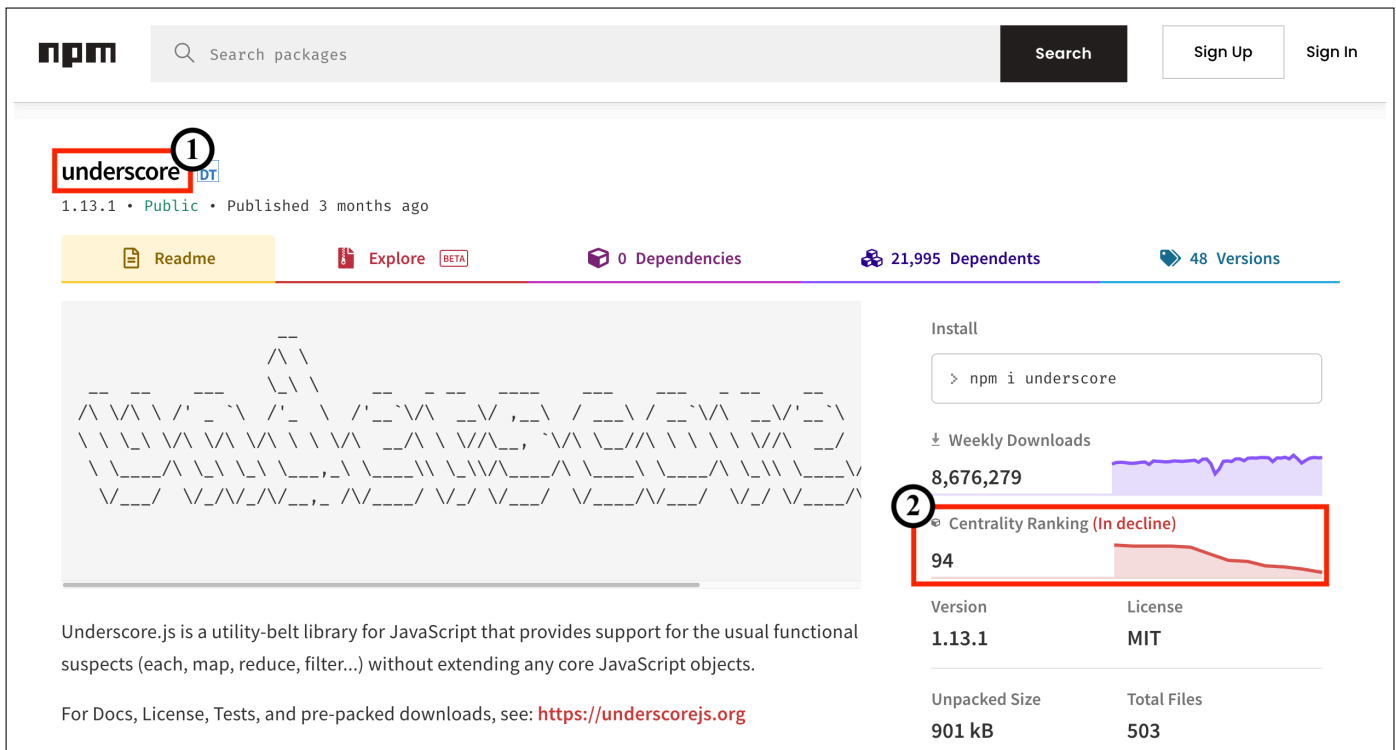 npm
Search packages
Search
Sign Up
Sign In
1
underscore
DT
1.13.1 • Public • Published 3 months ago
Readme
Explore BETA
0 Dependencies
21,995 Dependents
48 Versions
Install
> npm i underscore
Weekly Downloads
8,676,279
2
Centrality Ranking (In decline)
94
Version
License
1.13.1
MIT
Unpacked Size
Total Files
901 kB
503
Underscore.js is a utility-belt library for JavaScript that provides support for the usual functional
suspects (each, map, reduce, filter...) without extending any core JavaScript objects.
For Docs, License, Tests, and pre-packed downloads, see: https://underscorejs.org